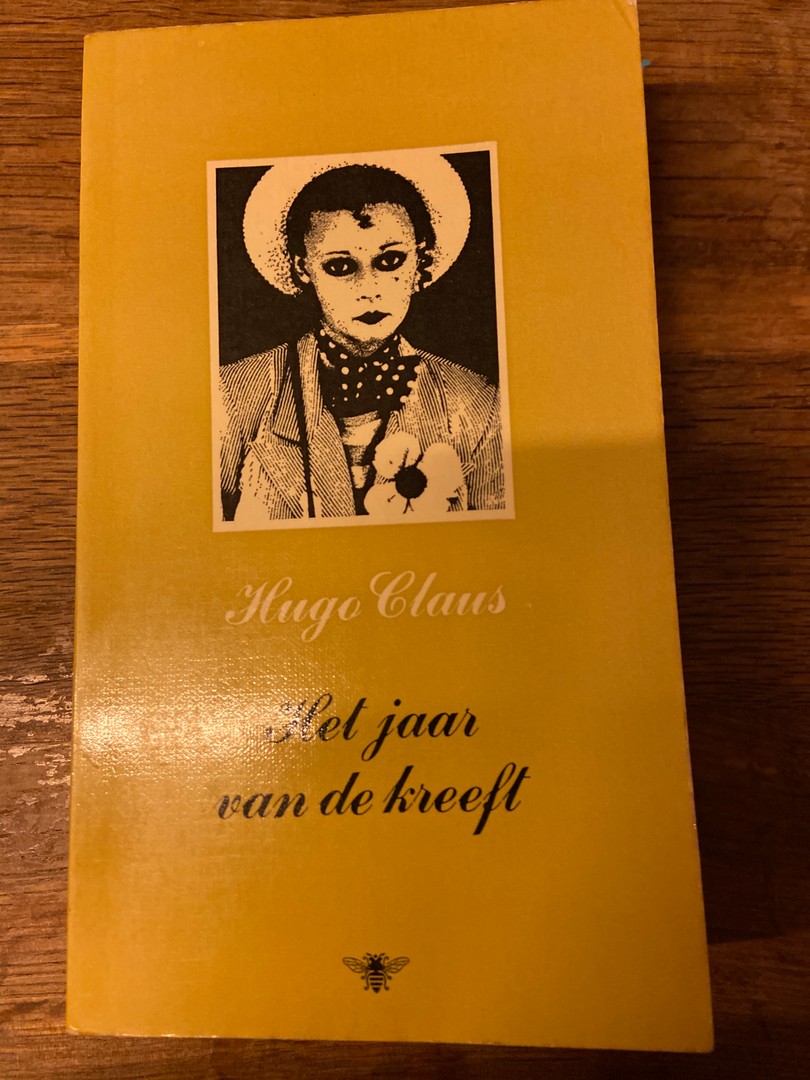 Hugo Claus
Het jaar
van de kreeft